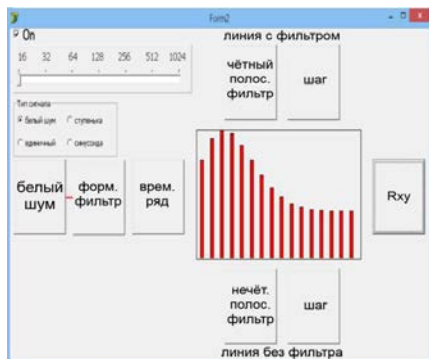 Form2
On
линия с фильтром
16 32 64 128 256 512 1024
чётный
полос.
фильтр
шаг
Тип сигнала
белый шум
ступенька
единичный
синусоида
белый
шум
форм.
фильтр
врем.
ряд
Rxy
нечёт.
полос.
фильтр
шаг
линия без фильтра